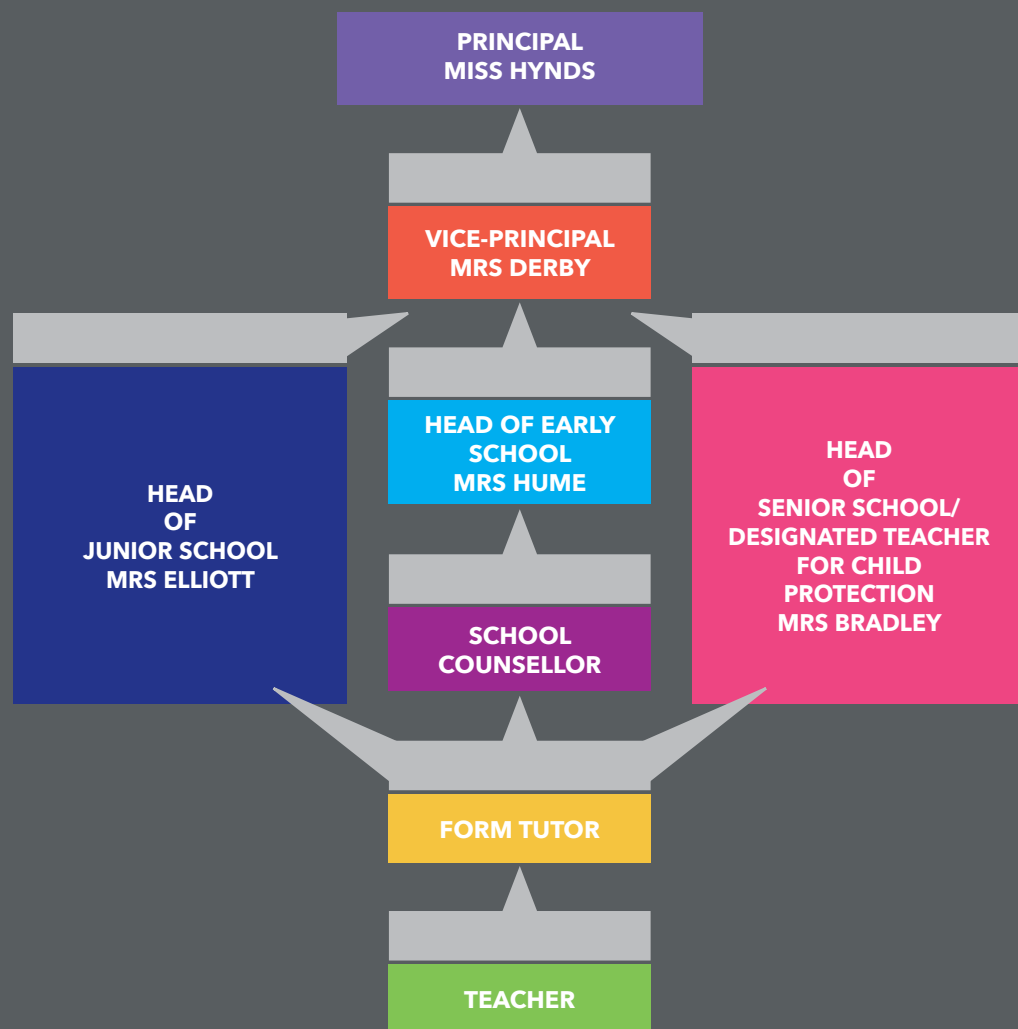 PRINCIPAL
MISS HYNDS
VICE-PRINCIPAL
MRS DERBY
HEAD OF EARLY
SCHOOL
MRS HUME
HEAD
OF
JUNIOR SCHOOL
MRS ELLIOTT
HEAD
OF
SENIOR SCHOOL/
DESIGNATED TEACHER
FOR CHILD
PROTECTION
MRS BRADLEY
SCHOOL
COUNSELLOR
FORM TUTOR
TEACHER